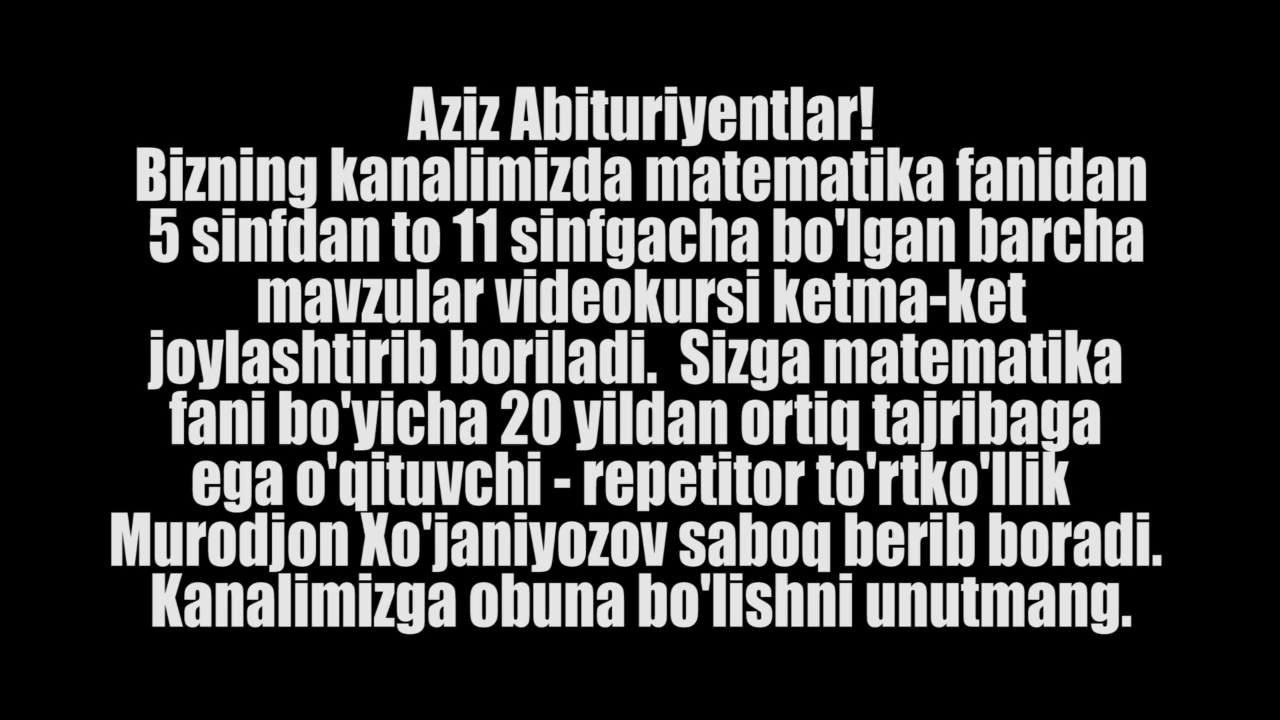 Aziz Abituriyentlar!
Bizning kanalimizda matematika fanidan
5 sinfdan to 11 sinfgacha bo'lgan barcha
mavzular videokursi ketma-ket
joylashtirib boriladi.  Sizga matematika
fani bo'yicha 20 yildan ortiq tajribaga
ega o'qituvchi - repetitor to'rtko'llik
Murodjon Xo'janiyozov saboq berib boradi.
Kanalimizga obuna bo'lishni unutmang.